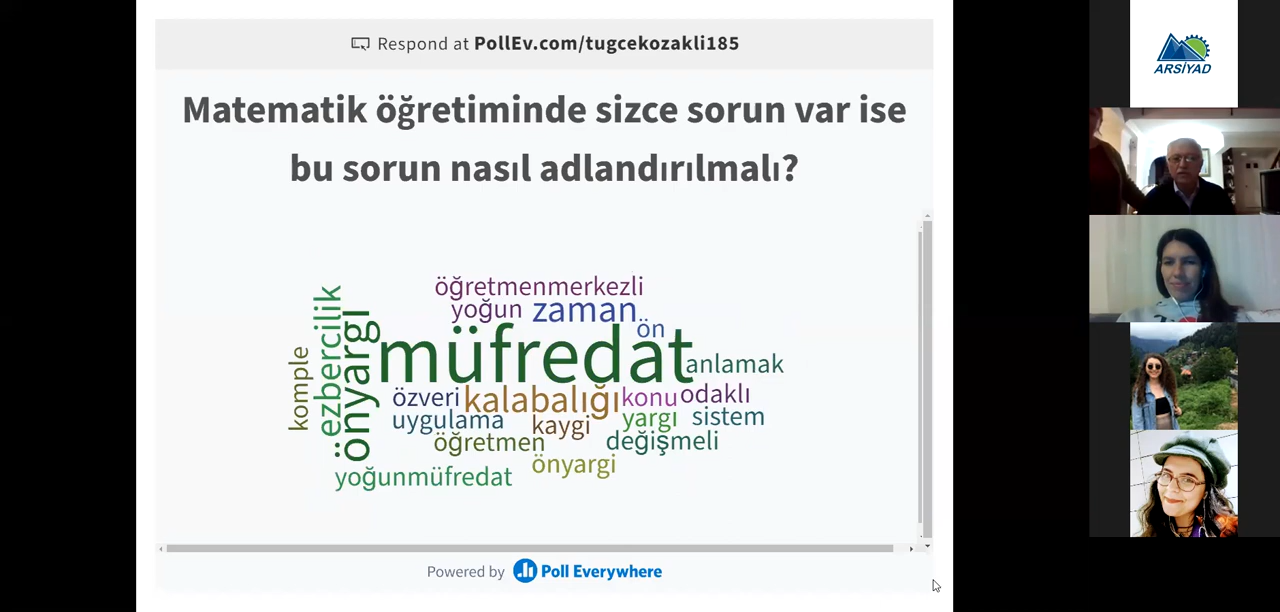 Respond at PollEv.com/tugcekozakli185
Matematik öğretiminde sizce sorun var ise
bu sorun nasıl adlandırılmalı?
öğretmenmerkezli
yoğun zaman
ön
komple
ezbercilik
önyargı
müfredat
anlamak
özveri kalabalığı konu odaklı
uygulama kaygi yargı sistem
öğretmen değişmeli
önyargi
yoğunmüfredat
Powered by Poll Everywhere
ARSİYAD